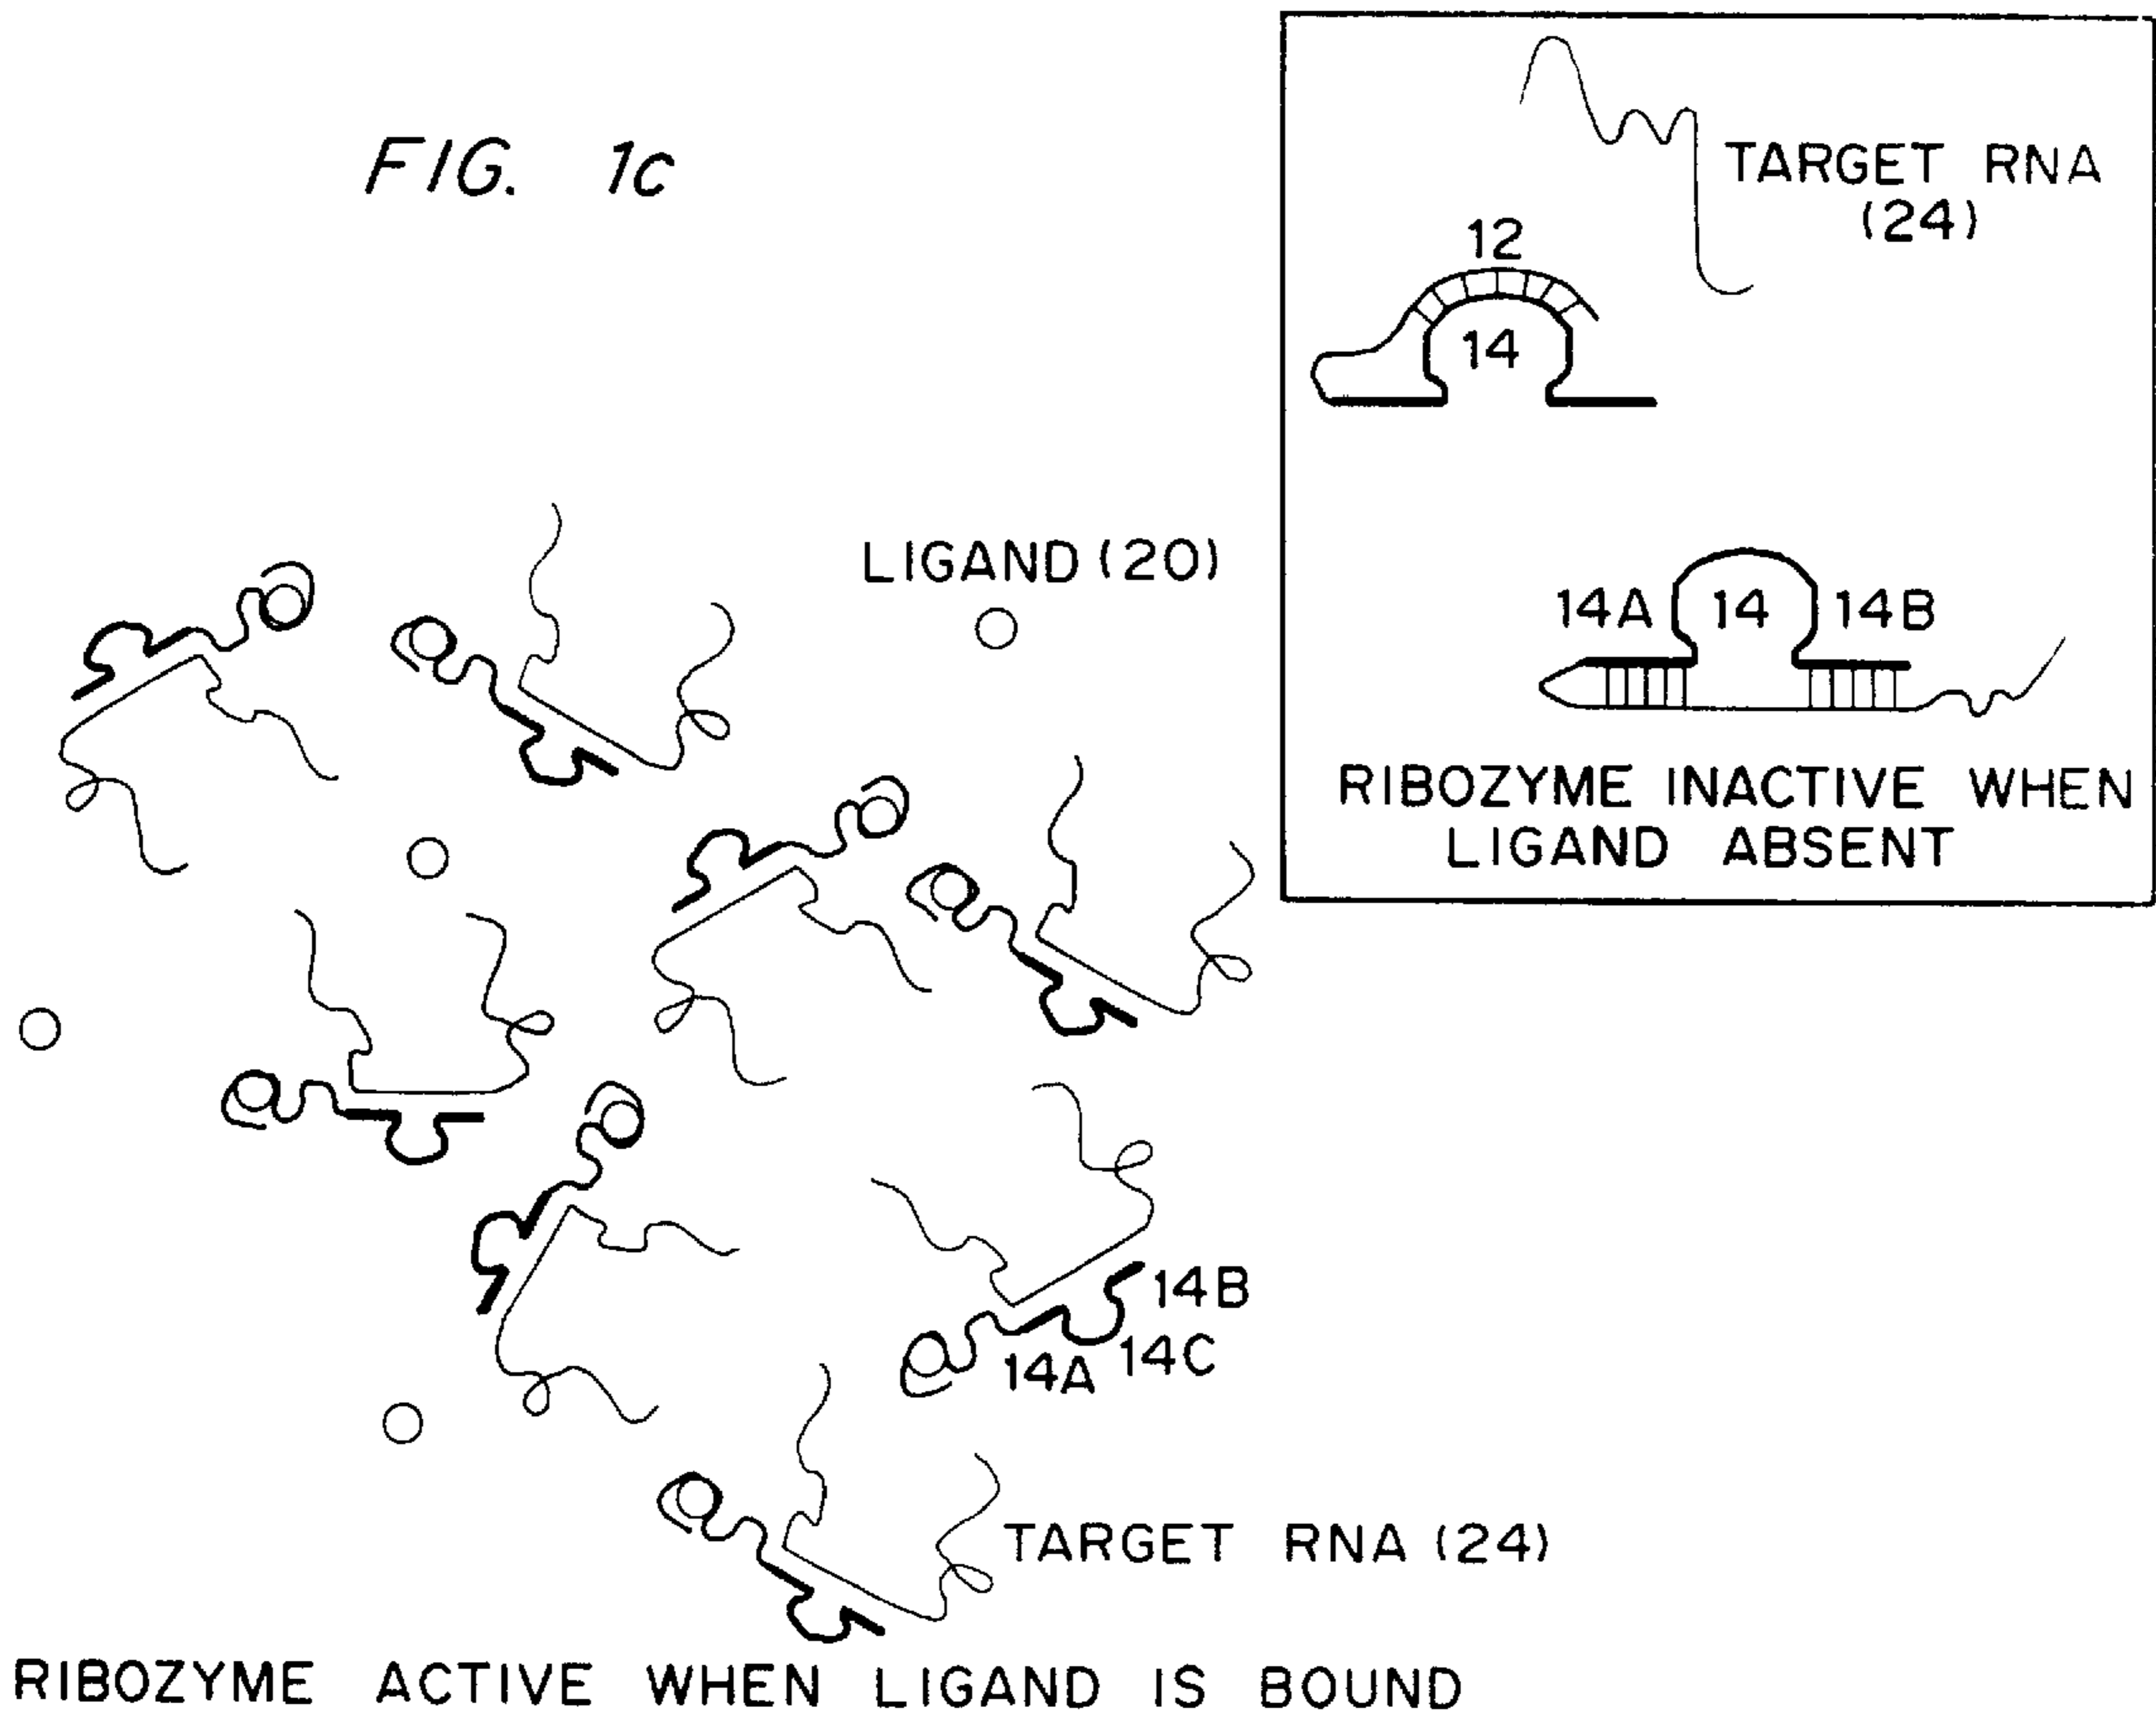 FIG. 1c
TARGET RNA
(24)
12
14
LIGAND (20)
14A 14 14B
RIBOZYME INACTIVE WHEN
LIGAND ABSENT
14B
14C
14A
TARGET RNA (24)
RIBOZYME ACTIVE WHEN LIGAND IS BOUND